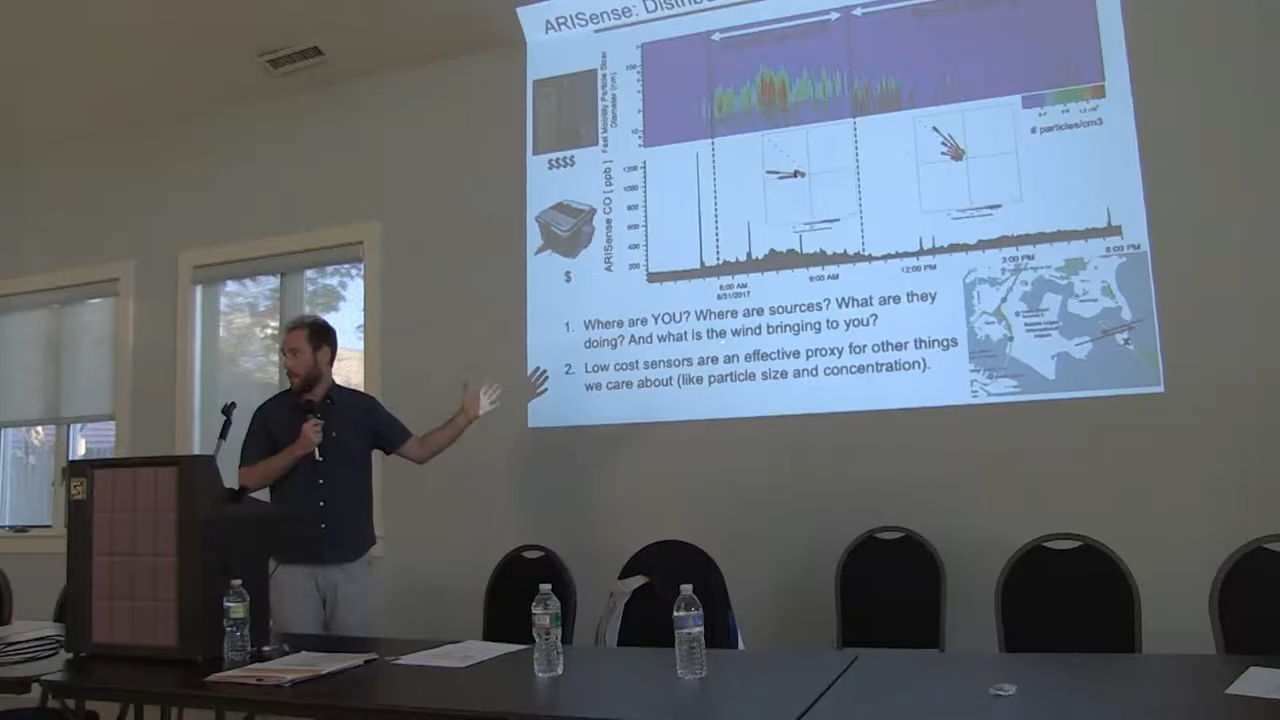 ARISense: Distrib
Fast Mobility Particle Sizer
Diameter (nm)
100
10
# particles/cm3
$$$$
ARISense CO [ ppb ]
1200
1000
800
600
400
200
$
6:00 AM
8/31/2017
9:00 AM
12:00 PM
3:00 PM
6:00 PM
1. Where are YOU? Where are sources? What are they
doing? And what is the wind bringing to you?
2. Low cost sensors are an effective proxy for other things
we care about (like particle size and concentration).
S